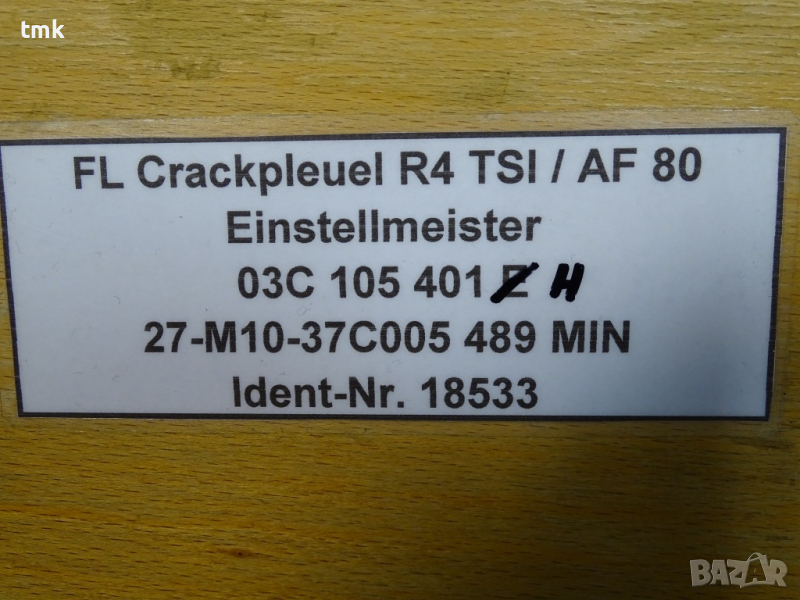 tmk
FL Crackpleuel R4 TSI / AF 80
Einstellmeister
03C 105 401 E H
27-M10-37C005 489 MIN
Ident-Nr. 18533
BAZAR